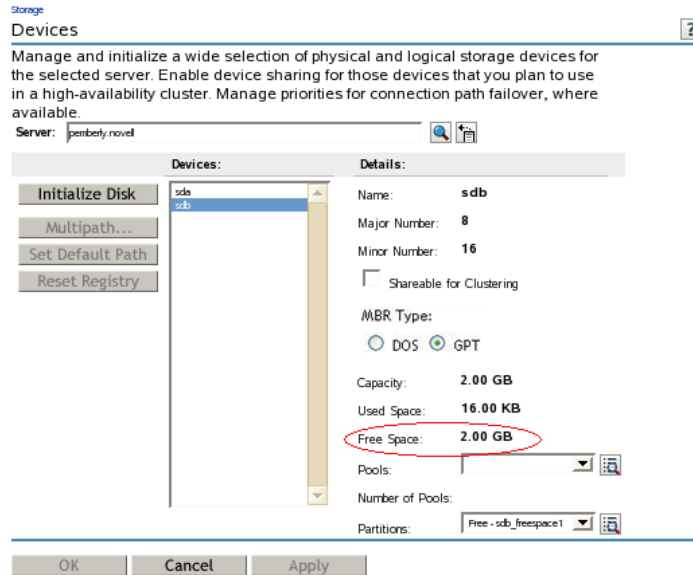 Storage
Devices
?
Manage and initialize a wide selection of physical and logical storage devices for
the selected server. Enable device sharing for those devices that you plan to use
in a high-availability cluster. Manage priorities for connection path failover, where
available.
Server: pemberly.novell
Devices:
Details:
Initialize Disk
Multipath...
Set Default Path
Reset Registry
sda
sdb
Name: sdb
Major Number: 8
Minor Number: 16
Shareable for Clustering
MBR Type:
DOS GPT
Capacity: 2.00 GB
Used Space: 16.00 KB
Free Space: 2.00 GB
Pools:
Number of Pools:
Partitions: Free - sdb_freespace1
OK Cancel Apply